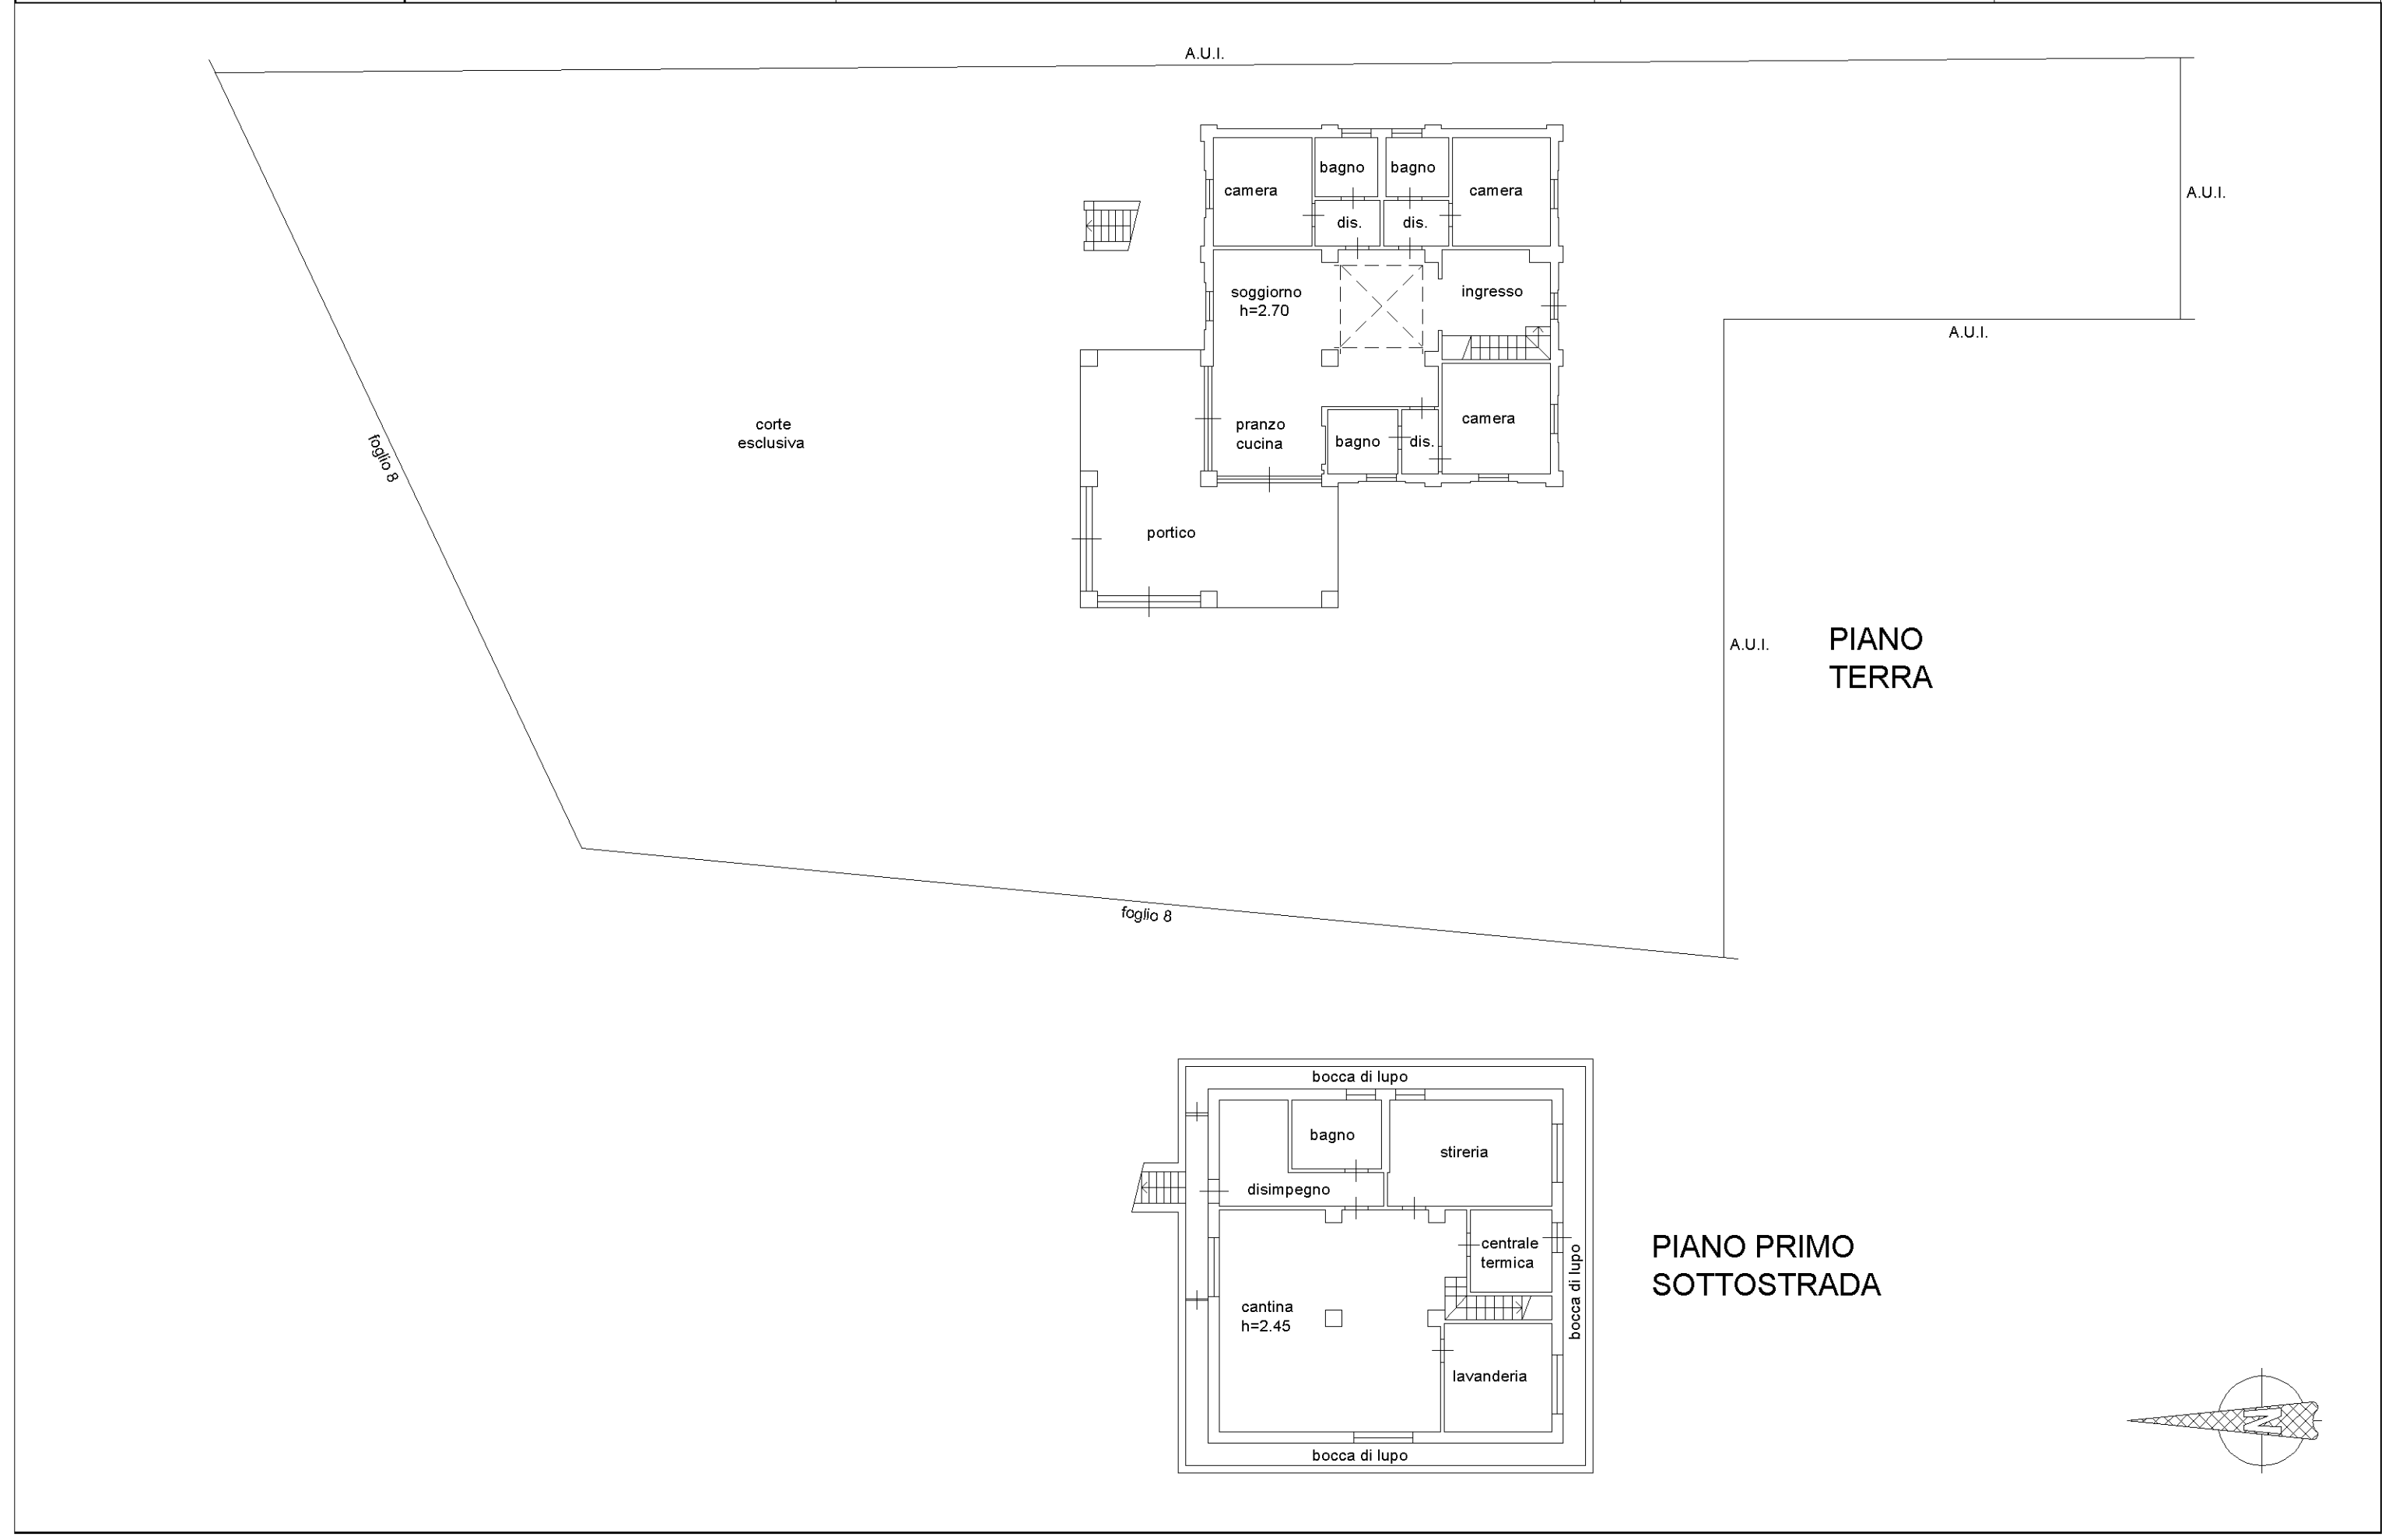 A.U.I.
bagno
bagno
camera
camera
A.U.I.
dis.
dis.
soggiorno
h=2.70
ingresso
A.U.I.
corte
esclusiva
foglio 8
pranzo
cucina
bagno
dis.
camera
portico
A.U.I.
PIANO
TERRA
foglio 8
bocca di lupo
bagno
stireria
disimpegno
centrale
termica
bocca di lupo
PIANO PRIMO
SOTTOSTRADA
cantina
h=2.45
lavanderia
bocca di lupo
N